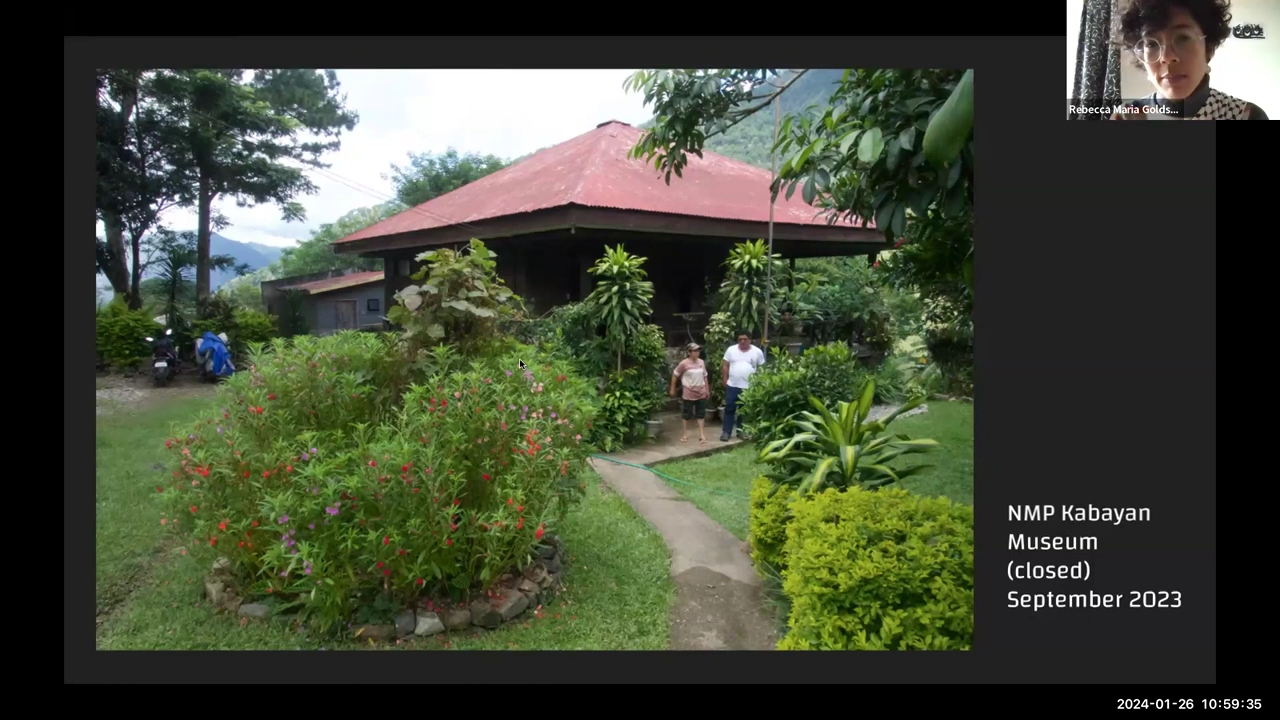 Rebecca Maria Golds...
NMP Kabayan
Museum
(closed)
September 2023
2024-01-26 10:59:35